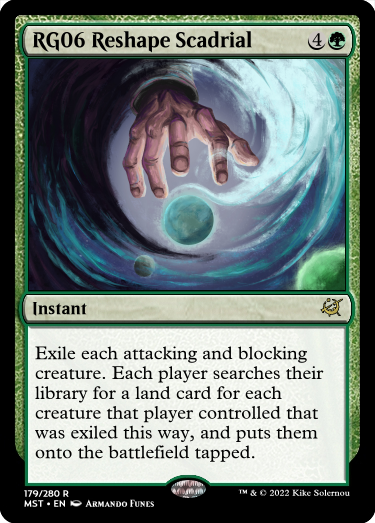 RG06 Reshape Scadrial 4
Instant
Exile each attacking and blocking
creature. Each player searches their
library for a land card for each
creature that player controlled that
was exiled this way, and puts them
onto the battlefield tapped.
179/280 R
MST • EN Armando Funes
™ & © 2022 Kike Solernou